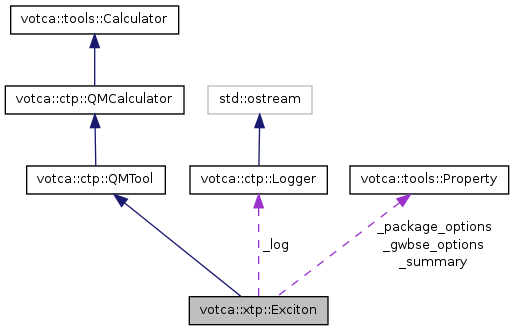 votca::tools::Calculator
votca::ctp::QMCalculator
std::ostream
votca::ctp::QMTool
votca::ctp::Logger
votca::tools::Property
_log
_package_options
_gwbse_options
_summary
votca::xtp::Exciton